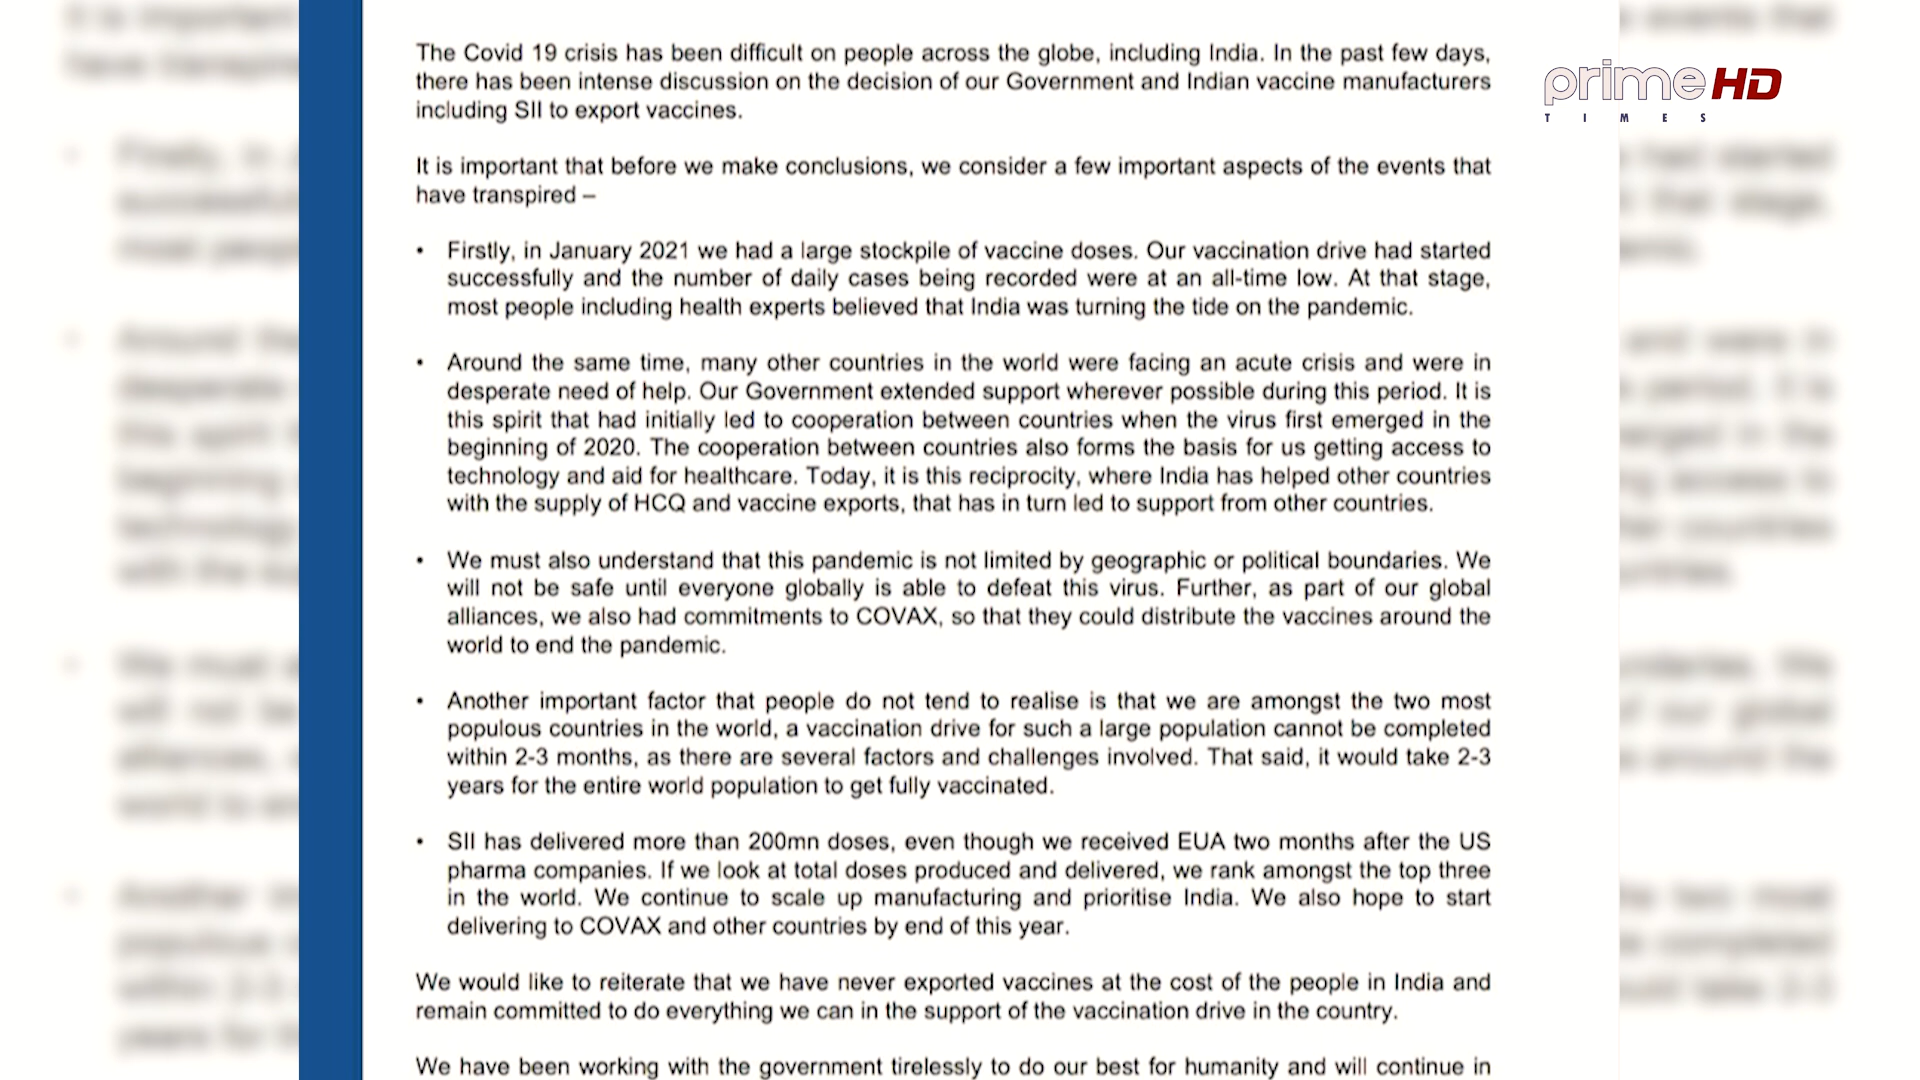 The Covid 19 crisis has been difficult on people across the globe, including India. In the past few days,
there has been intense discussion on the decision of our Government and Indian vaccine manufacturers
including SII to export vaccines.
It is important that before we make conclusions, we consider a few important aspects of the events that
have transpired –
• Firstly, in January 2021 we had a large stockpile of vaccine doses. Our vaccination drive had started
successfully and the number of daily cases being recorded were at an all-time low. At that stage,
most people including health experts believed that India was turning the tide on the pandemic.
• Around the same time, many other countries in the world were facing an acute crisis and were in
desperate need of help. Our Government extended support wherever possible during this period. It is
this spirit that had initially led to cooperation between countries when the virus first emerged in the
beginning of 2020. The cooperation between countries also forms the basis for us getting access to
technology and aid for healthcare. Today, it is this reciprocity, where India has helped other countries
with the supply of HCQ and vaccine exports, that has in turn led to support from other countries.
• We must also understand that this pandemic is not limited by geographic or political boundaries. We
will not be safe until everyone globally is able to defeat this virus. Further, as part of our global
alliances, we also had commitments to COVAX, so that they could distribute the vaccines around the
world to end the pandemic.
• Another important factor that people do not tend to realise is that we are amongst the two most
populous countries in the world, a vaccination drive for such a large population cannot be completed
within 2-3 months, as there are several factors and challenges involved. That said, it would take 2-3
years for the entire world population to get fully vaccinated.
• SII has delivered more than 200mn doses, even though we received EUA two months after the US
pharma companies. If we look at total doses produced and delivered, we rank amongst the top three
in the world. We continue to scale up manufacturing and prioritise India. We also hope to start
delivering to COVAX and other countries by end of this year.
We would like to reiterate that we have never exported vaccines at the cost of the people in India and
remain committed to do everything we can in the support of the vaccination drive in the country.
We have been working with the government tirelessly to do our best for humanity and will continue in
prime HD
TIMES